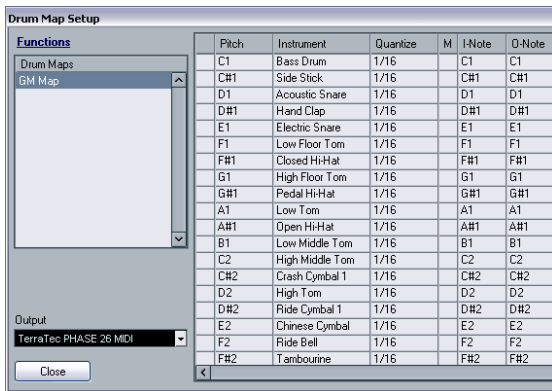 Drum Map Setup
Functions
Drum Maps
GM Map
Output
TerraTec PHASE 26 MIDI
Close
Pitch Instrument Quantize M I-Note O-Note
C1 Bass Drum 1/16 C1 C1
C#1 Side Stick 1/16 C#1 C#1
D1 Acoustic Snare 1/16 D1 D1
D#1 Hand Clap 1/16 D#1 D#1
E1 Electric Snare 1/16 E1 E1
F1 Low Floor Tom 1/16 F1 F1
F#1 Closed Hi-Hat 1/16 F#1 F#1
G1 High Floor Tom 1/16 G1 G1
G#1 Pedal Hi-Hat 1/16 G#1 G#1
A1 Low Tom 1/16 A1 A1
A#1 Open Hi-Hat 1/16 A#1 A#1
B1 Low Middle Tom 1/16 B1 B1
C2 High Middle Tom 1/16 C2 C2
C#2 Crash Cymbal 1 1/16 C#2 C#2
D2 High Tom 1/16 D2 D2
D#2 Ride Cymbal 1 1/16 D#2 D#2
E2 Chinese Cymbal 1/16 E2 E2
F2 Ride Bell 1/16 F2 F2
F#2 Tambourine 1/16 F#2 F#2